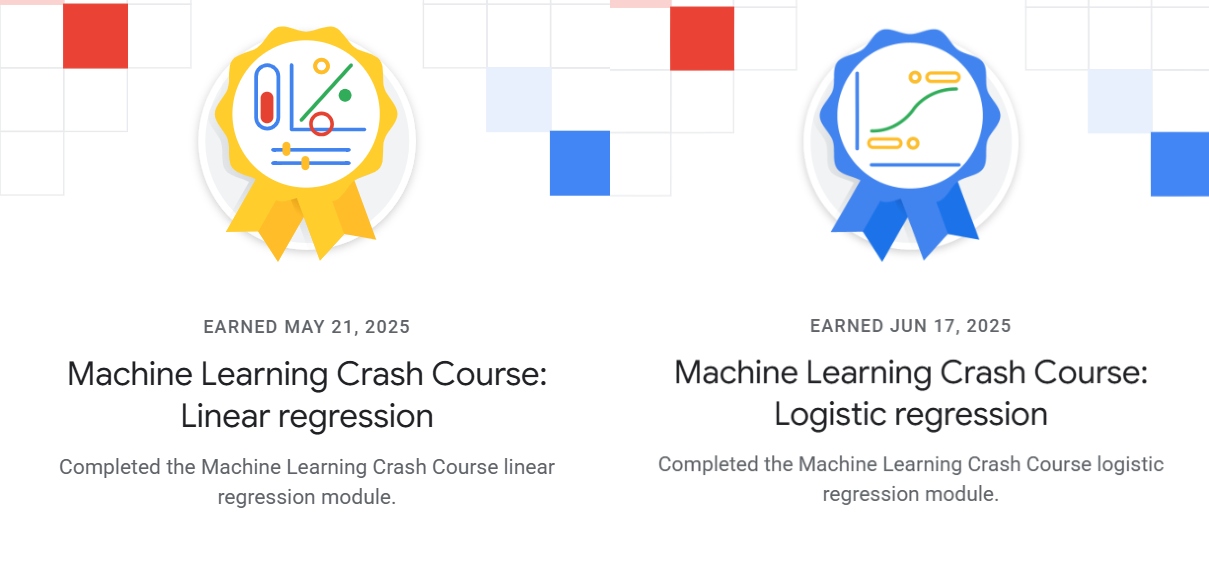 EARNED MAY 21, 2025
Machine Learning Crash Course:
Linear regression
Completed the Machine Learning Crash Course linear
regression module.
EARNED JUN 17, 2025
Machine Learning Crash Course:
Logistic regression
Completed the Machine Learning Crash Course logistic
regression module.